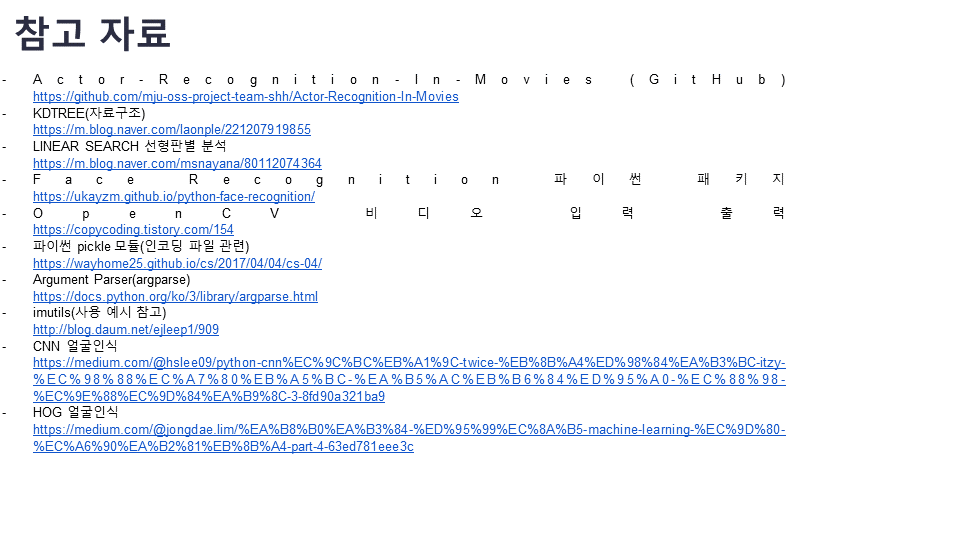 참고 자료
- Actor-Recognition-In-Movies (GitHub)
https://github.com/mju-oss-project-team-shh/Actor-Recognition-In-Movies
- KDTREE(자료구조)
https://m.blog.naver.com/laonple/221207919855
- LINEAR SEARCH 선형판별 분석
https://m.blog.naver.com/msnayana/80112074364
- Face Recognition 파이썬 패키지
https://ukayzm.github.io/python-face-recognition/
- OpenCV 비디오 입력 출력
https://copycoding.tistory.com/154
- 파이썬 pickle 모듈(인코딩 파일 관련)
https://wayhome25.github.io/cs/2017/04/04/cs-04/
- Argument Parser(argparse)
https://docs.python.org/ko/3/library/argparse.html
- imutils(사용 예시 참고)
http://blog.daum.net/ejleep1/909
- CNN 얼굴인식
https://medium.com/@hslee09/python-cnn%EC%9C%BC%EB%A1%9C-twice-%EB%8B%A4%ED%98%84%EA%B3%BC-itzy-
%EC%98%88%EC%A7%80%EB%A5%BC-%EA%B5%AC%EB%B6%84%ED%95%A0-%EC%88%98-
%EC%9E%88%EC%9D%84%EA%B9%8C-3-8fd90a321ba9
- HOG 얼굴인식
https://medium.com/@jongdae.lim/%EA%B8%B0%EA%B3%84-%ED%95%99%EC%8A%B5-machine-learning-%EC%9D%80-
%EC%A6%90%EA%B2%81%EB%8B%A4-part-4-63ed781eee3c